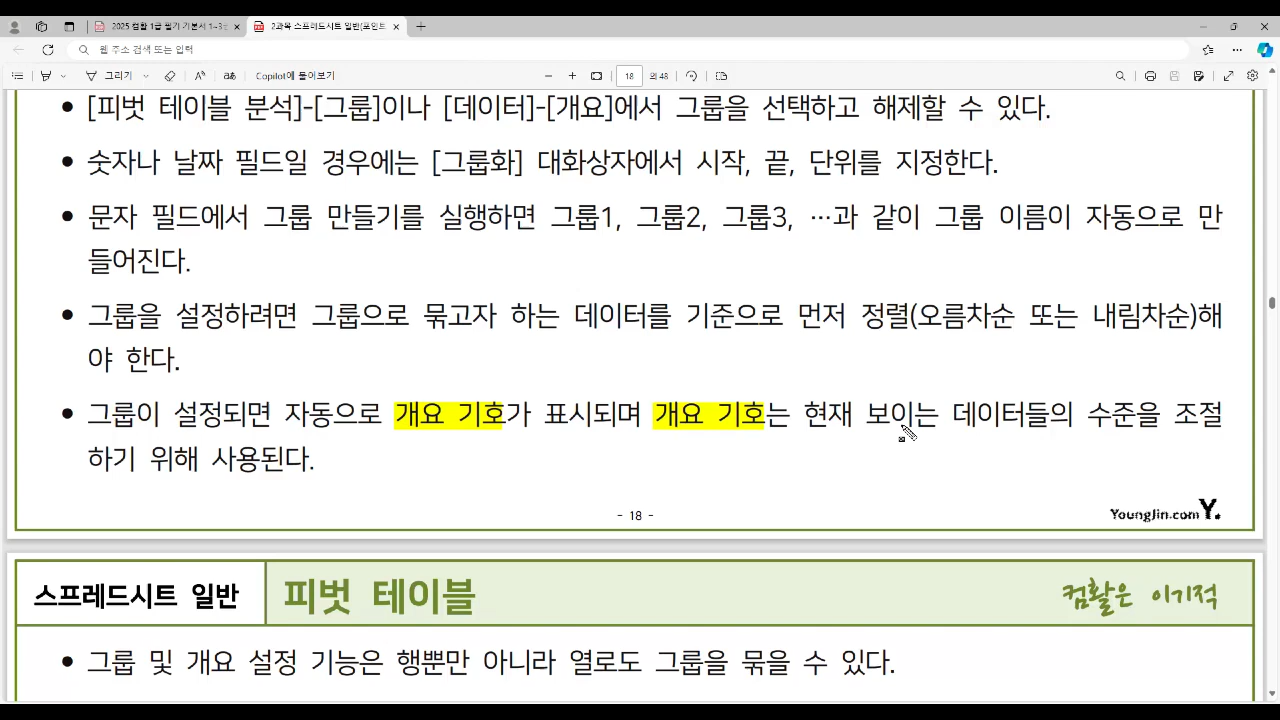 2025 컴활 1급 필기 기본서 1~3
2과목 스프레드시트 일반(포인트
웹 주소 검색 또는 입력
그리기
가あ
Copilot에 물어보기
18
의 48
• [피벗 테이블 분석]-[그룹]이나 [데이터]-[개요]에서 그룹을 선택하고 해제할 수 있다.
• 숫자나 날짜 필드일 경우에는 [그룹화] 대화상자에서 시작, 끝, 단위를 지정한다.
• 문자 필드에서 그룹 만들기를 실행하면 그룹1, 그룹2, 그룹3, …과 같이 그룹 이름이 자동으로 만
들어진다.
• 그룹을 설정하려면 그룹으로 묶고자 하는 데이터를 기준으로 먼저 정렬(오름차순 또는 내림차순)해
야 한다.
• 그룹이 설정되면 자동으로 개요 기호가 표시되며 개요 기호는 현재 보이는 데이터들의 수준을 조절
하기 위해 사용된다.
- 18 -
YoungJin.com Y.
스프레드시트 일반
피벗 테이블
컴활은 이기적
• 그룹 및 개요 설정 기능은 행뿐만 아니라 열로도 그룹을 묶을 수 있다.